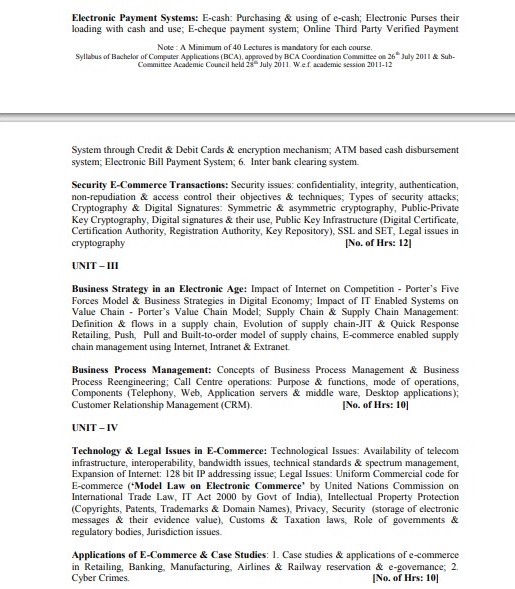 Electronic Payment Systems: E-cash: Purchasing & using of e-cash; Electronic Purses their
loading with cash and use; E-cheque payment system; Online Third Party Verified Payment
Note : A Minimum of 40 Lectures is mandatory for each course.
Syllabus of Bachelor of Computer Applications (BCA), approved by BCA Coordination Committee on 26th July 2011 & Sub-
Committee Academic Council held 28th July 2011. W.e.f. academic session 2011-12
System through Credit & Debit Cards & encryption mechanism; ATM based cash disbursement
system; Electronic Bill Payment System; 6. Inter bank clearing system.
Security E-Commerce Transactions: Security issues: confidentiality, integrity, authentication,
non-repudiation & access control their objectives & techniques; Types of security attacks;
Cryptography & Digital Signatures: Symmetric & asymmetric cryptography, Public-Private
Key Cryptography, Digital signatures & their use, Public Key Infrastructure (Digital Certificate,
Certification Authority, Registration Authority, Key Repository), SSL and SET, Legal issues in
cryptography [No. of Hrs: 12]
UNIT – III
Business Strategy in an Electronic Age: Impact of Internet on Competition - Porter's Five
Forces Model & Business Strategies in Digital Economy; Impact of IT Enabled Systems on
Value Chain - Porter's Value Chain Model; Supply Chain & Supply Chain Management:
Definition & flows in a supply chain, Evolution of supply chain-JIT & Quick Response
Retailing, Push, Pull and Built-to-order model of supply chains, E-commerce enabled supply
chain management using Internet, Intranet & Extranet.
Business Process Management: Concepts of Business Process Management & Business
Process Reengineering; Call Centre operations: Purpose & functions, mode of operations,
Components (Telephony, Web, Application servers & middle ware, Desktop applications);
Customer Relationship Management (CRM). [No. of Hrs: 10]
UNIT – IV
Technology & Legal Issues in E-Commerce: Technological Issues: Availability of telecom
infrastructure, interoperability, bandwidth issues, technical standards & spectrum management,
Expansion of Internet: 128 bit IP addressing issue; Legal Issues: Uniform Commercial code for
E-commerce ('Model Law on Electronic Commerce' by United Nations Commission on
International Trade Law, IT Act 2000 by Govt of India), Intellectual Property Protection
(Copyrights, Patents, Trademarks & Domain Names), Privacy, Security (storage of electronic
messages & their evidence value), Customs & Taxation laws, Role of governments &
regulatory bodies, Jurisdiction issues.
Applications of E-Commerce & Case Studies: 1. Case studies & applications of e-commerce
in Retailing, Banking, Manufacturing, Airlines & Railway reservation & e-governance; 2.
Cyber Crimes. [No. of Hrs: 10]